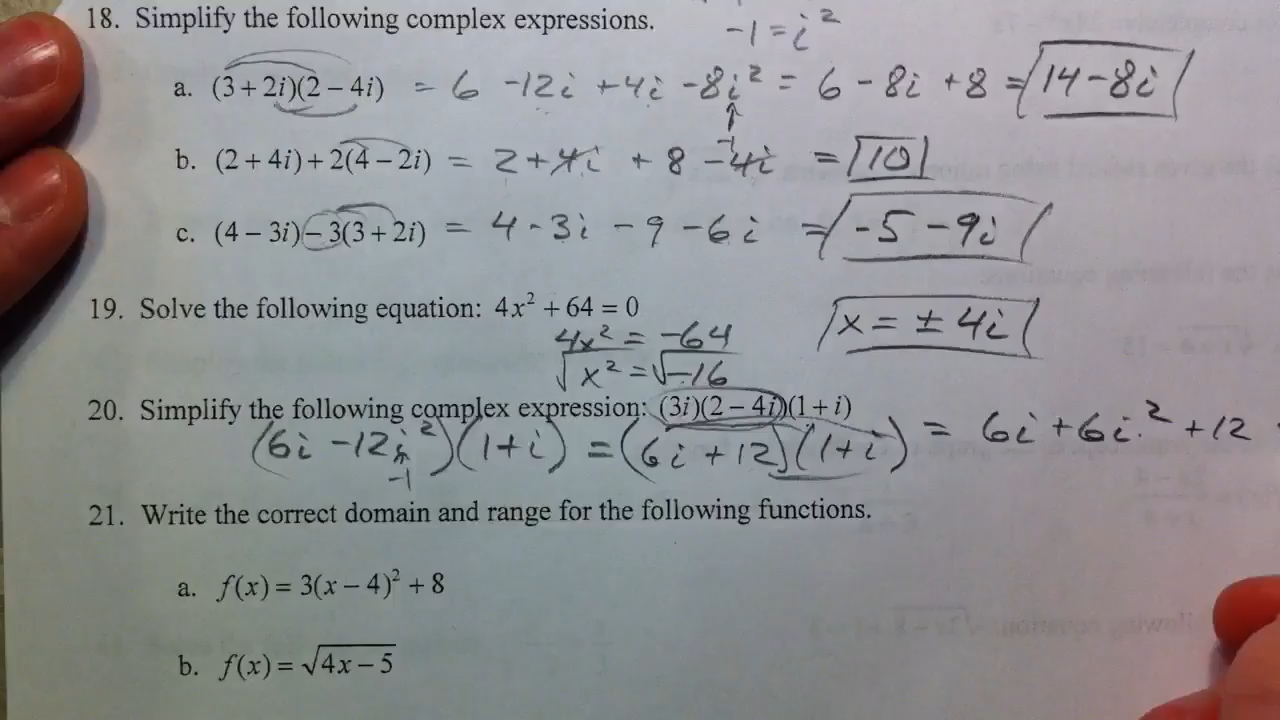 18. Simplify the following complex expressions.
-1 = i²
a. (3 + 2i)(2 − 4i) = 6 -12i +4i -8i² = 6 - 8i +8 = 14-8i
-1
b. (2 + 4i) + 2(4 − 2i) = 2 + 4i + 8 - 4i = 10
c. (4 − 3i) − 3(3 + 2i) = 4 - 3i - 9 - 6i = -5 - 9i
19. Solve the following equation: 4x² + 64 = 0
x = ± 4i
4x² = -64
√x² = √-16
20. Simplify the following complex expression: (3i)(2 − 4i)(1 + i)
(6i -12i²)(1+i) = (6i + 12)(1+i) = 6i + 6i² + 12
-1
21. Write the correct domain and range for the following functions.
a. f(x) = 3(x − 4)² + 8
b. f(x) = √4x − 5